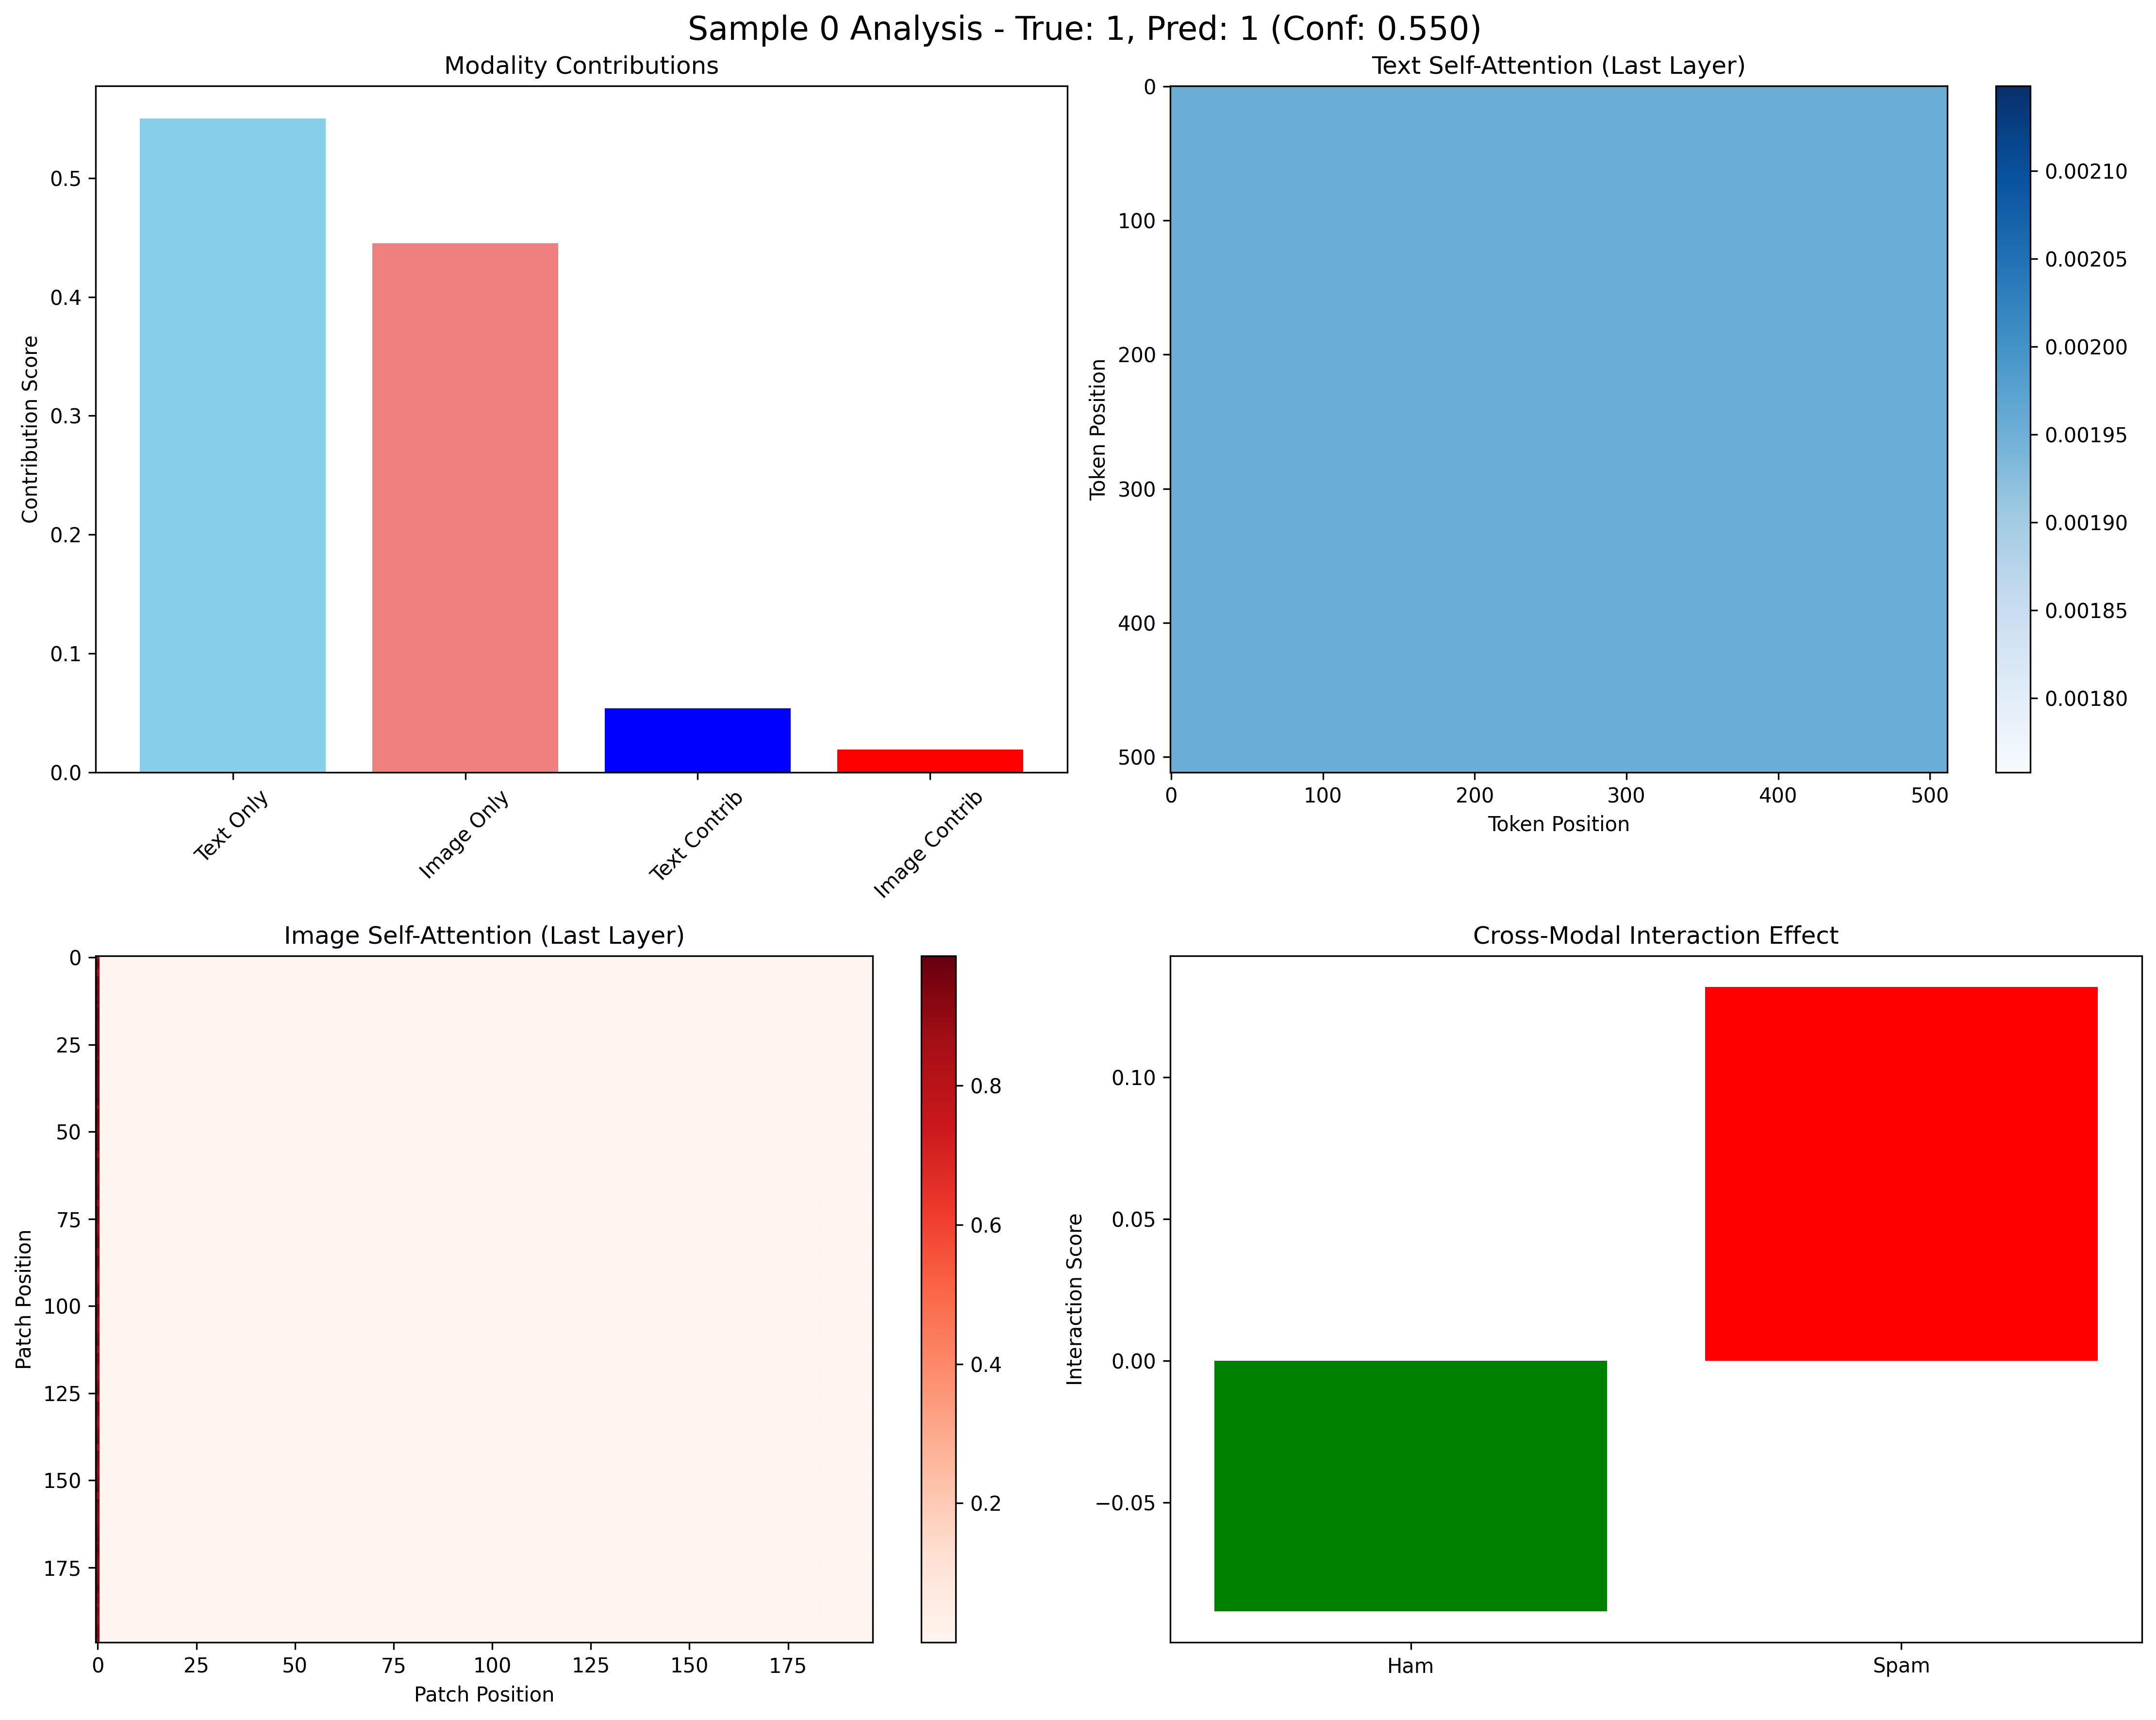 Sample 0 Analysis - True: 1, Pred: 1 (Conf: 0.550)
Modality Contributions
Contribution Score
0.5
0.4
0.3
0.2
0.1
0.0
Text Only
Image Only
Text Contrib
Image Contrib
Text Self-Attention (Last Layer)
Token Position
0
100
200
300
400
500
0
100
200
300
400
500
Token Position
0.00210
0.00205
0.00200
0.00195
0.00190
0.00185
0.00180
Image Self-Attention (Last Layer)
Patch Position
0
25
50
75
100
125
150
175
0
25
50
75
100
125
150
175
Patch Position
0.8
0.6
0.4
0.2
Cross-Modal Interaction Effect
Interaction Score
0.10
0.05
0.00
−0.05
Ham
Spam